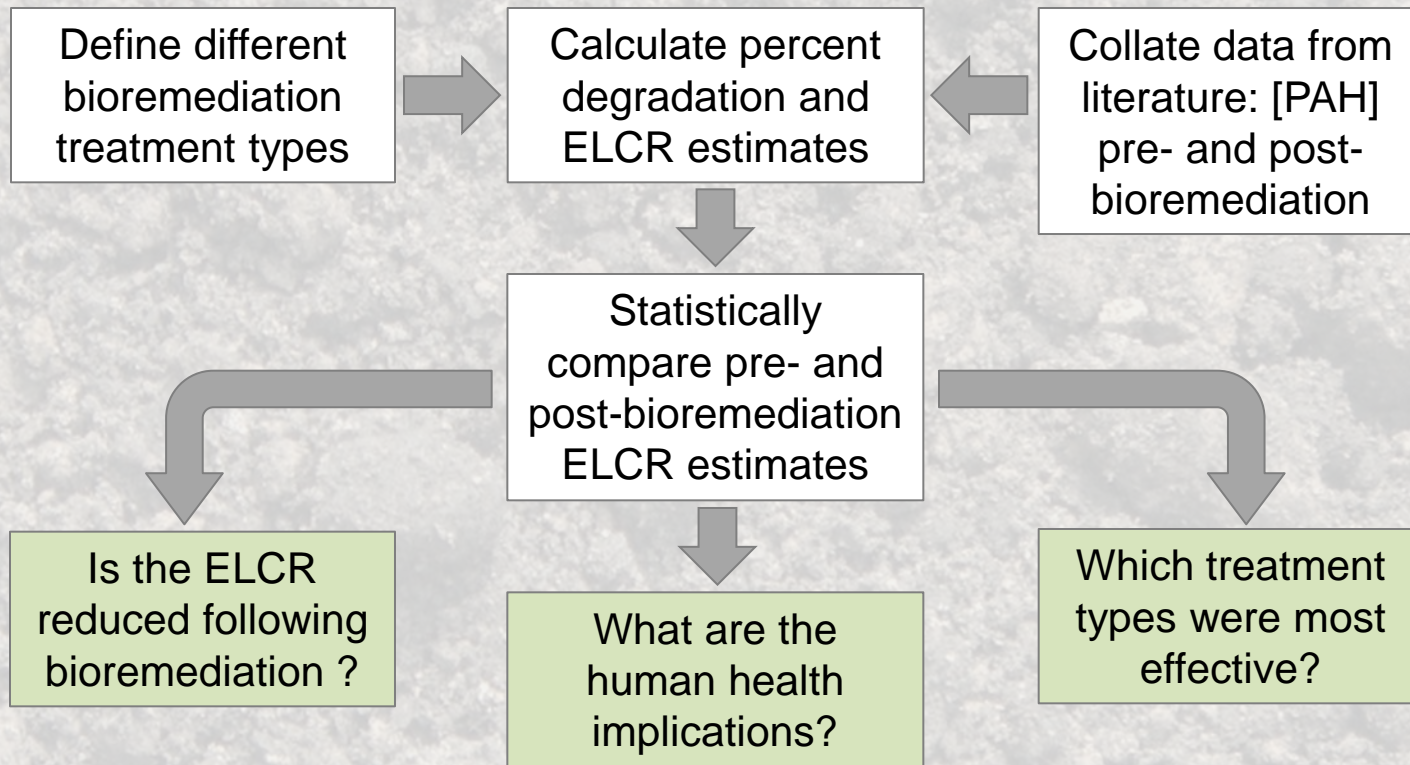 Define different
bioremediation
treatment types
Calculate percent
degradation and
ELCR estimates
Collate data from
literature: [PAH]
pre- and post-
bioremediation
Statistically
compare pre- and
post-bioremediation
ELCR estimates
Is the ELCR
reduced following
bioremediation ?
What are the
human health
implications?
Which treatment
types were most
effective?